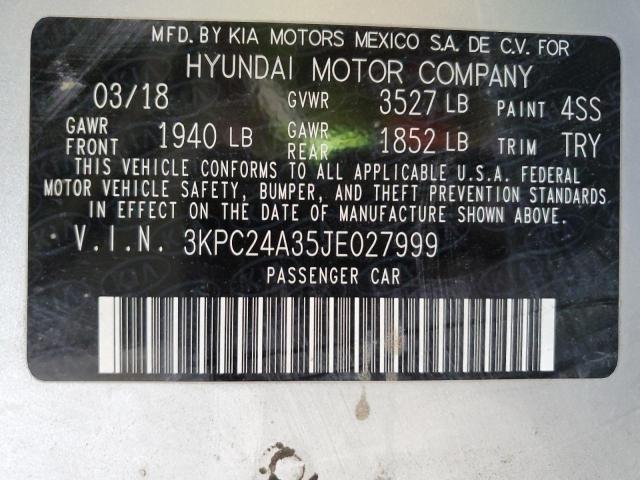 MFD. BY KIA MOTORS MEXICO S.A. DE C.V. FOR
HYUNDAI MOTOR COMPANY
03/18 GVWR 3527 LB PAINT 4SS
GAWR FRONT 1940 LB GAWR REAR 1852 LB TRIM TRY
THIS VEHICLE CONFORMS TO ALL APPLICABLE U.S.A. FEDERAL
MOTOR VEHICLE SAFETY, BUMPER, AND THEFT PREVENTION STANDARDS
IN EFFECT ON THE DATE OF MANUFACTURE SHOWN ABOVE.
V.I.N. 3KPC24A35JE027999
PASSENGER CAR